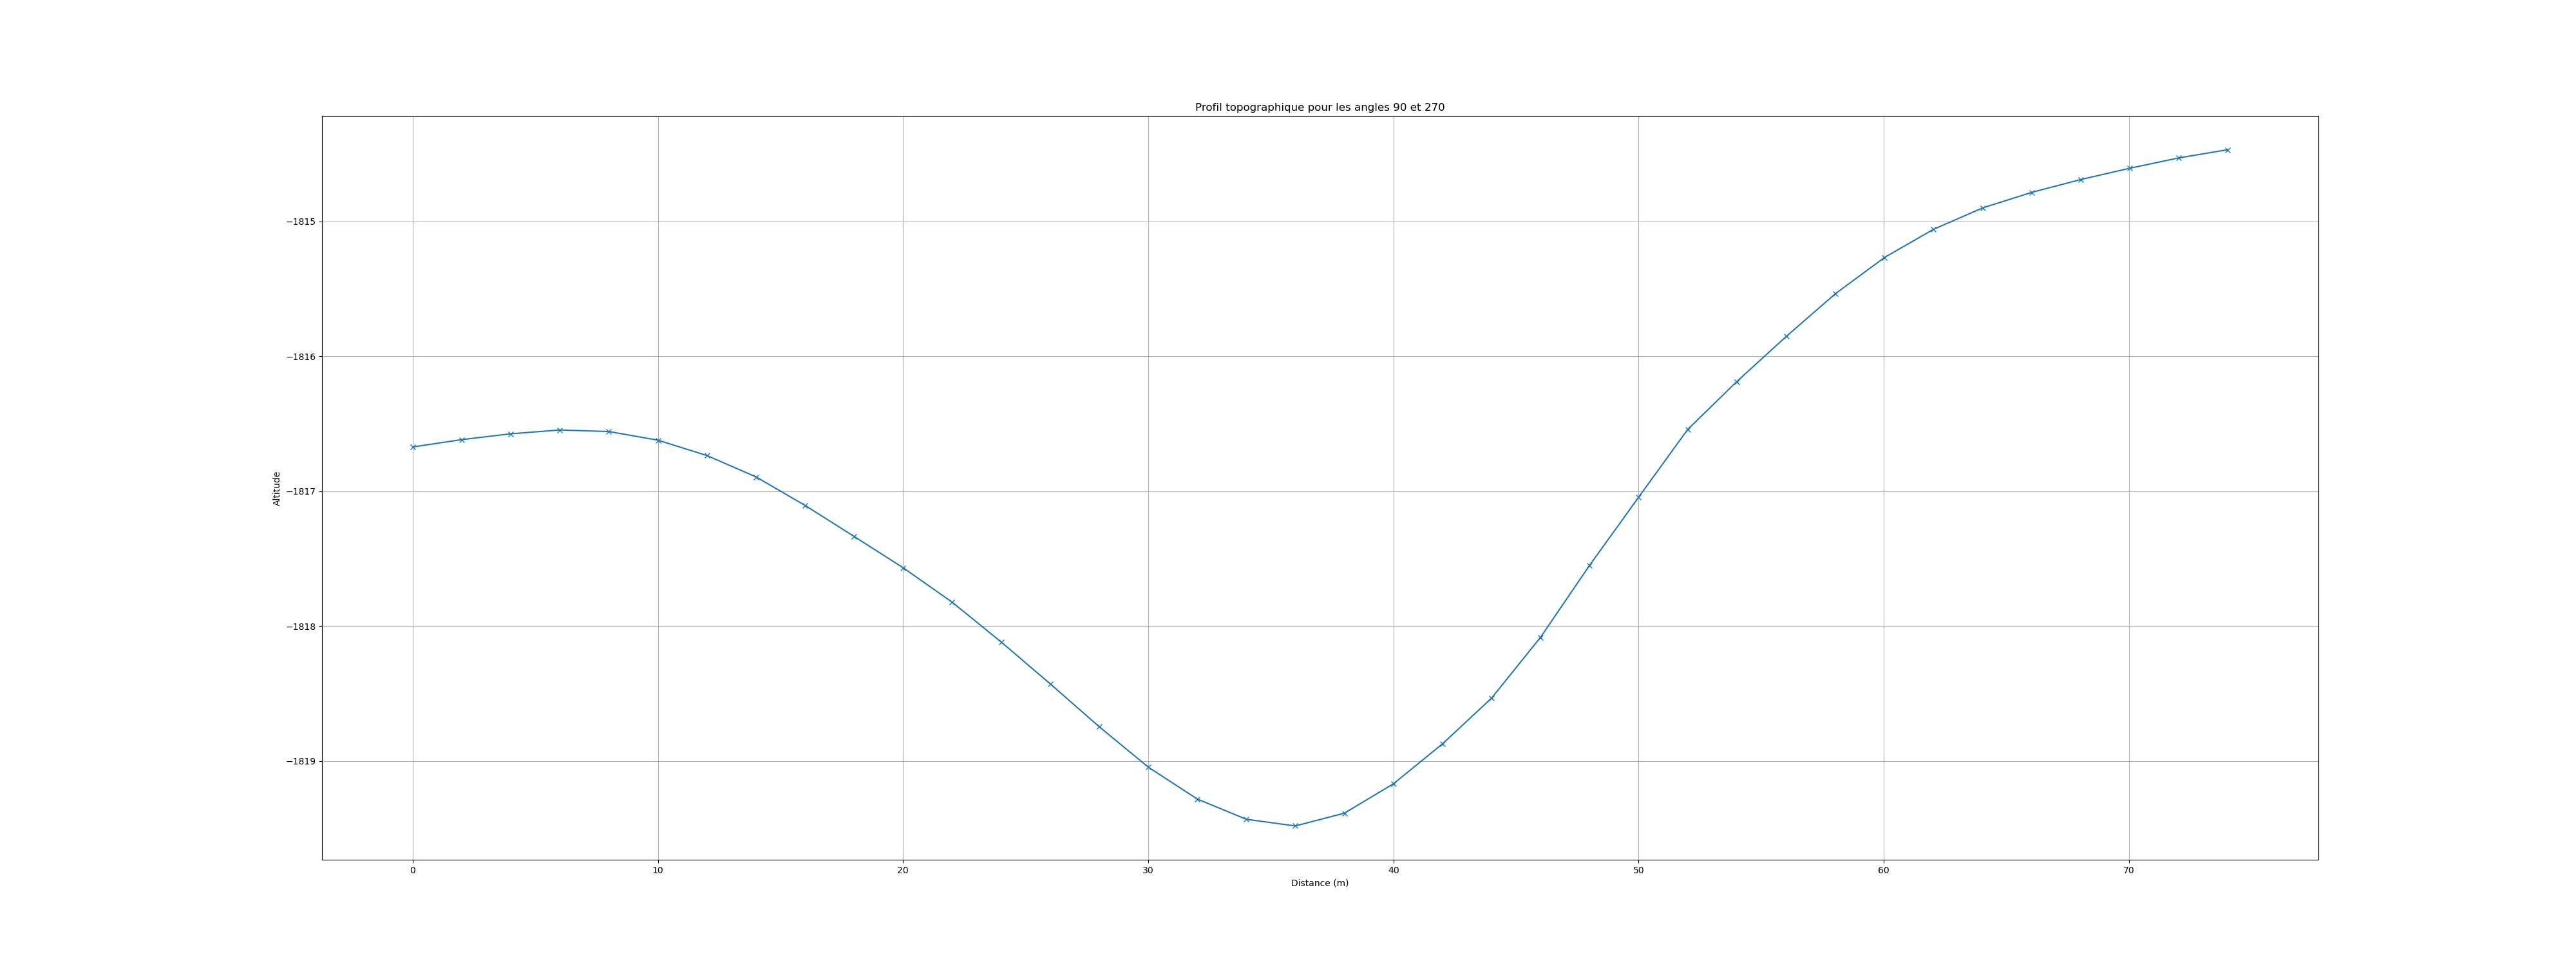 Profil topographique pour les angles 90 et 270
Altitude
−1815
−1816
−1817
−1818
−1819
0 10 20 30 40 50 60 70
Distance (m)